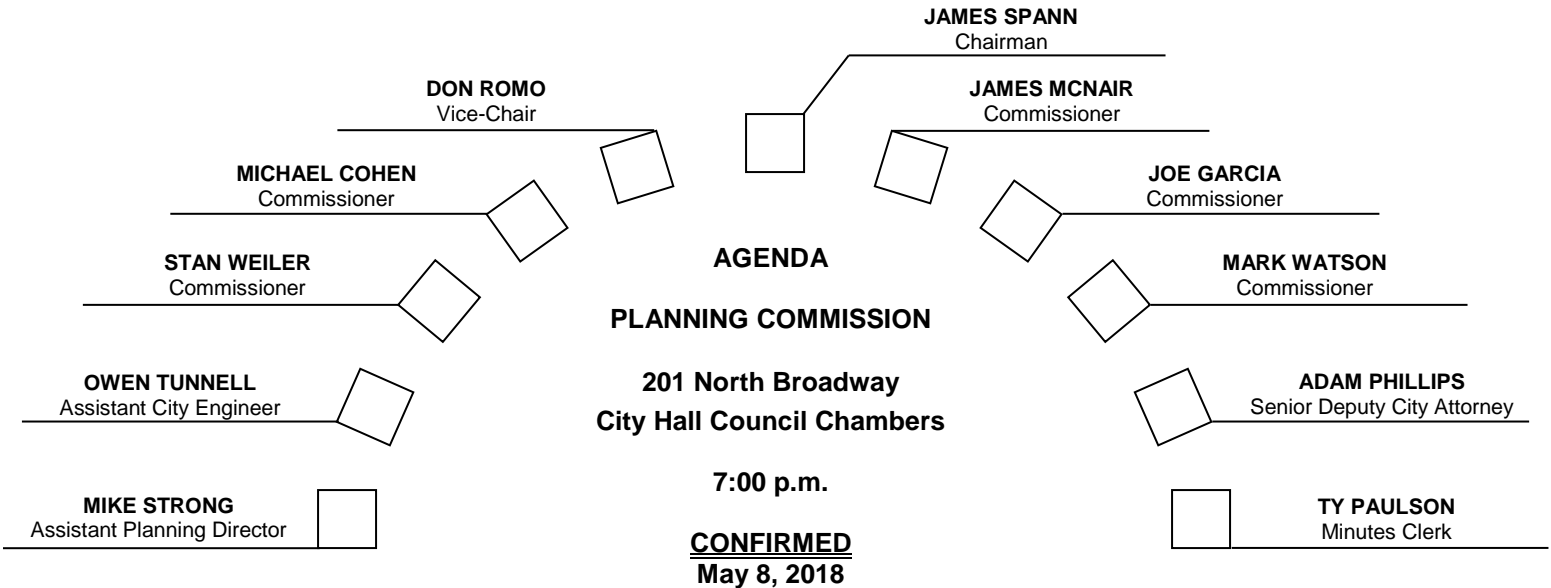 JAMES SPANN
Chairman
DON ROMO
Vice-Chair
JAMES MCNAIR
Commissioner
MICHAEL COHEN
Commissioner
JOE GARCIA
Commissioner
STAN WEILER
Commissioner
MARK WATSON
Commissioner
OWEN TUNNELL
Assistant City Engineer
ADAM PHILLIPS
Senior Deputy City Attorney
MIKE STRONG
Assistant Planning Director
TY PAULSON
Minutes Clerk
AGENDA
PLANNING COMMISSION
201 North Broadway
City Hall Council Chambers
7:00 p.m.
CONFIRMED
May 8, 2018